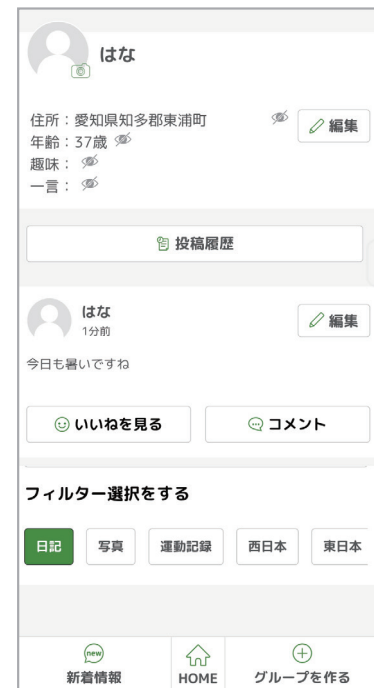 はな
住所：愛知県知多郡東浦町
編集
年齢：37歳
趣味：
一言：
投稿履歴
はな
1分前
編集
今日も暑いですね
いいねを見る
コメント
フィルター選択をする
日記 写真 運動記録 西日本 東日本
new
新着情報 HOME グループを作る